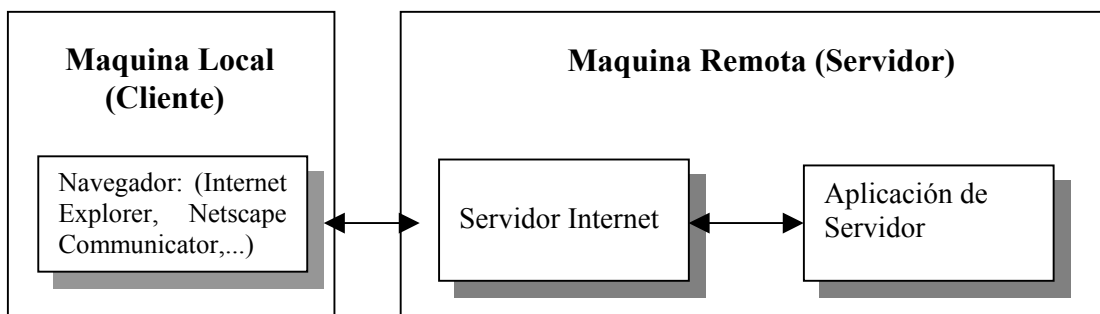 Maquina Local
(Cliente)
Maquina Remota (Servidor)
Navegador: (Internet
Explorer, Netscape
Communicator,...)
Servidor Internet
Aplicación de
Servidor